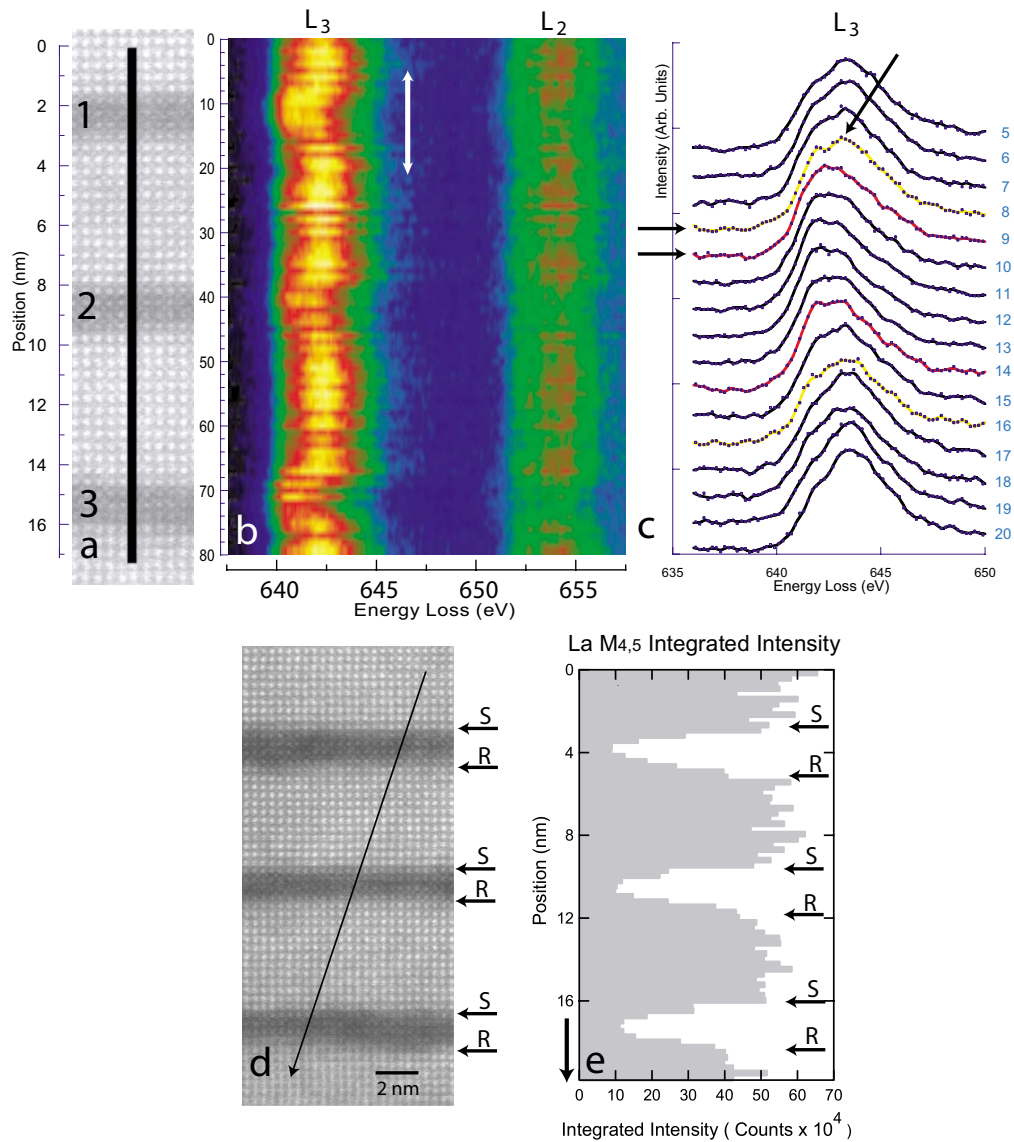 L3
L2
L3
0
2
4
6
8
10
12
14
16
Position (nm)
1
2
3
a
0
10
20
30
40
50
60
70
80
b
640
645
650
655
Energy Loss (eV)
Intensity (Arb. Units)
5
6
7
8
9
10
11
12
13
14
15
16
17
18
19
20
c
635
640
645
650
Energy Loss (eV)
S
R
S
R
S
R
d
2 nm
La M4,5 Integrated Intensity
0
4
8
12
16
Position (nm)
S
R
S
R
S
R
e
0 10 20 30 40 50 60 70
Integrated Intensity ( Counts x 10^4 )